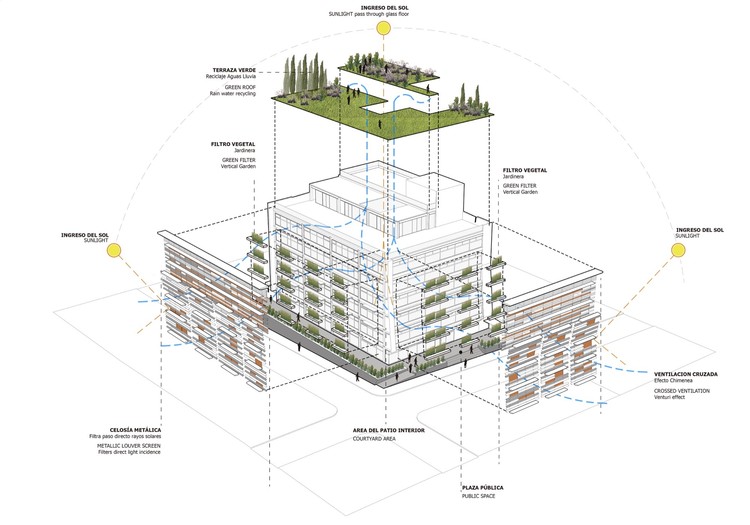 INGRESO DEL SOL
SUNLIGHT pass through glass floor
TERRAZA VERDE
Reciclaje Aguas Lluvia
GREEN ROOF
Rain water recycling
FILTRO VEGETAL
Jardinera
GREEN FILTER
Vertical Garden
FILTRO VEGETAL
Jardinera
GREEN FILTER
Vertical Garden
INGRESO DEL SOL
SUNLIGHT
INGRESO DEL SOL
SUNLIGHT
VENTILACION CRUZADA
Efecto Chimenea
CROSSED VENTILATION
Venturi effect
CELOSÍA METÁLICA
Filtra paso directo rayos solares
METALLIC LOUVER SCREEN
Filters direct light incidence
AREA DEL PATIO INTERIOR
COURTYARD AREA
PLAZA PÚBLICA
PUBLIC SPACE